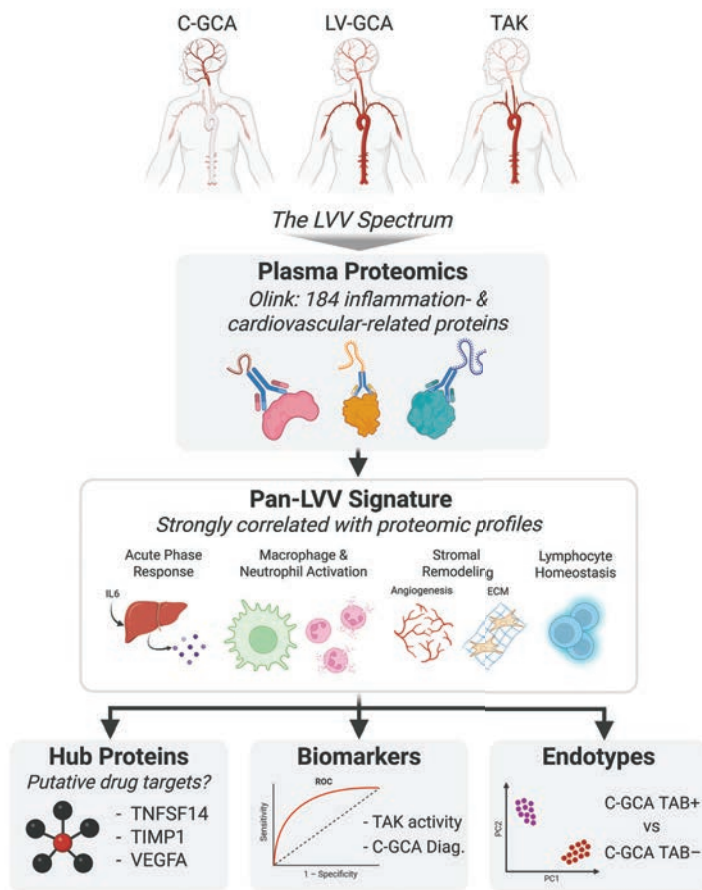 C-GCA
LV-GCA
TAK
The LVV Spectrum
Plasma Proteomics
Olink: 184 inflammation- &
cardiovascular-related proteins
Pan-LVV Signature
Strongly correlated with proteomic profiles
Acute Phase
Response
IL6
Macrophage &
Neutrophil Activation
Stromal
Remodeling
Angiogenesis
ECM
Lymphocyte
Homeostasis
Hub Proteins
Putative drug targets?
- TNFSF14
- TIMP1
- VEGFA
Biomarkers
ROC
Sensitivity
1 – Specificity
- TAK activity
- C-GCA Diag.
Endotypes
PC2
PC1
C-GCA TAB+
vs
C-GCA TAB–